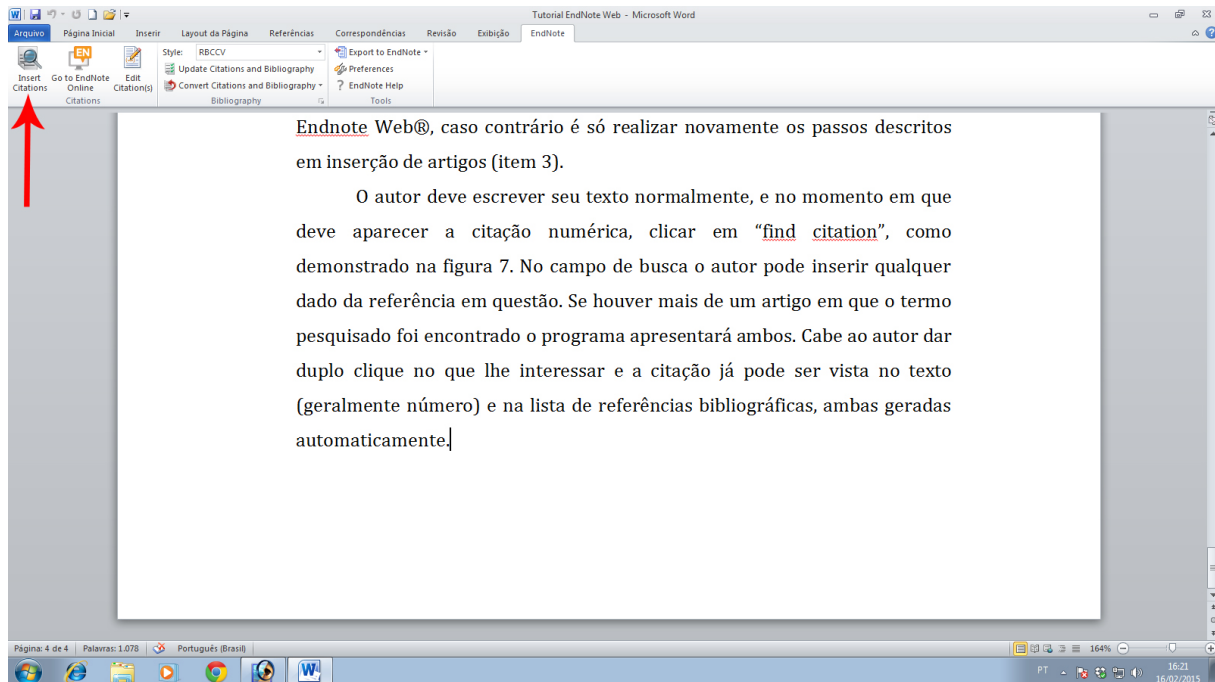 Tutorial EndNote Web - Microsoft Word
Arquivo Página Inicial Inserir Layout da Página Referências Correspondências Revisão Exibição EndNote
Insert Citations
Go to EndNote Online
Edit Citation(s)
Citations
Style: RBCCV
Update Citations and Bibliography
Convert Citations and Bibliography
Bibliography
Export to EndNote
Preferences
? EndNote Help
Tools
Endnote Web®, caso contrário é só realizar novamente os passos descritos
em inserção de artigos (item 3).
O autor deve escrever seu texto normalmente, e no momento em que
deve aparecer a citação numérica, clicar em “find citation”, como
demonstrado na figura 7. No campo de busca o autor pode inserir qualquer
dado da referência em questão. Se houver mais de um artigo em que o termo
pesquisado foi encontrado o programa apresentará ambos. Cabe ao autor dar
duplo clique no que lhe interessar e a citação já pode ser vista no texto
(geralmente número) e na lista de referências bibliográficas, ambas geradas
automaticamente.
Página: 4 de 4 Palavras: 1.078 Português (Brasil) 164%
PT 16:21
16/02/2015